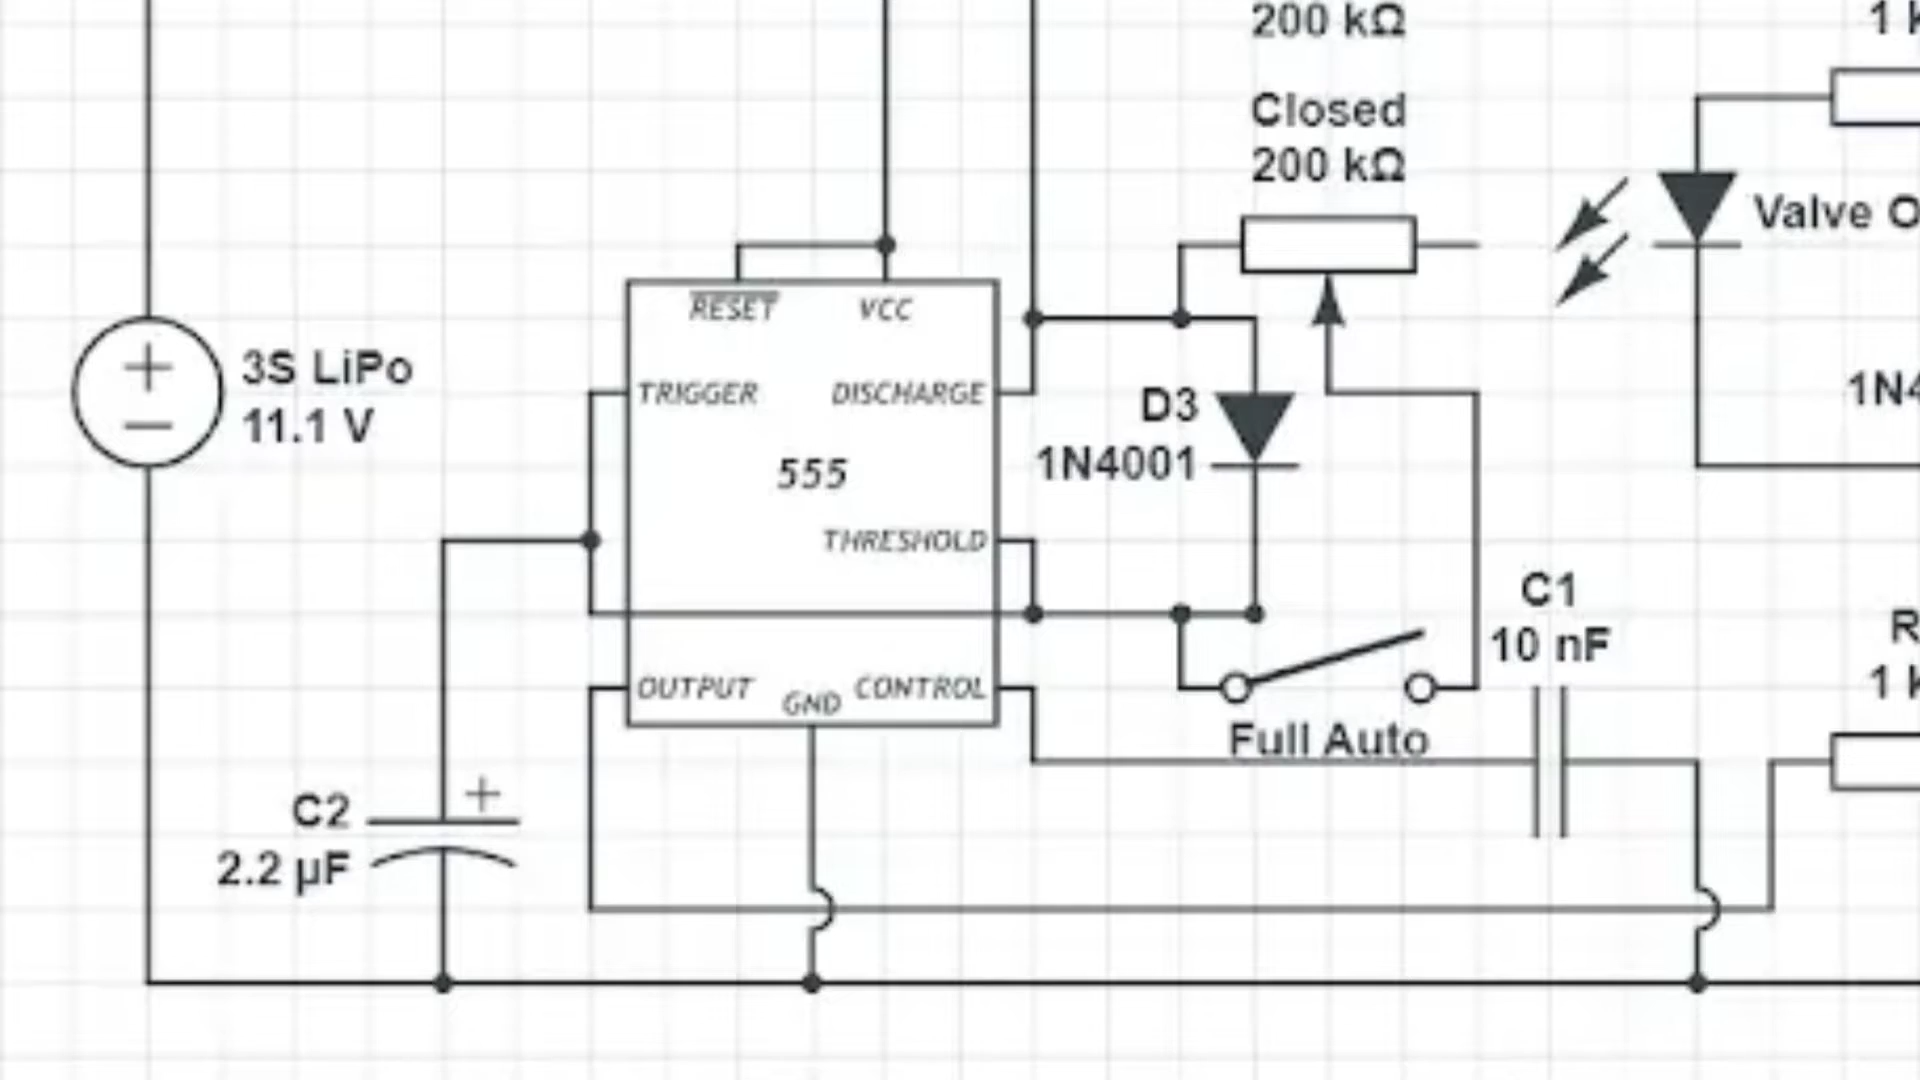 200 kΩ
1 k
Closed
200 kΩ
Valve O
RESET
VCC
3S LiPo
11.1 V
TRIGGER
DISCHARGE
D3
1N4001
1N4
555
THRESHOLD
C1
10 nF
R
1 k
OUTPUT
GND
CONTROL
Full Auto
+
C2
2.2 µF